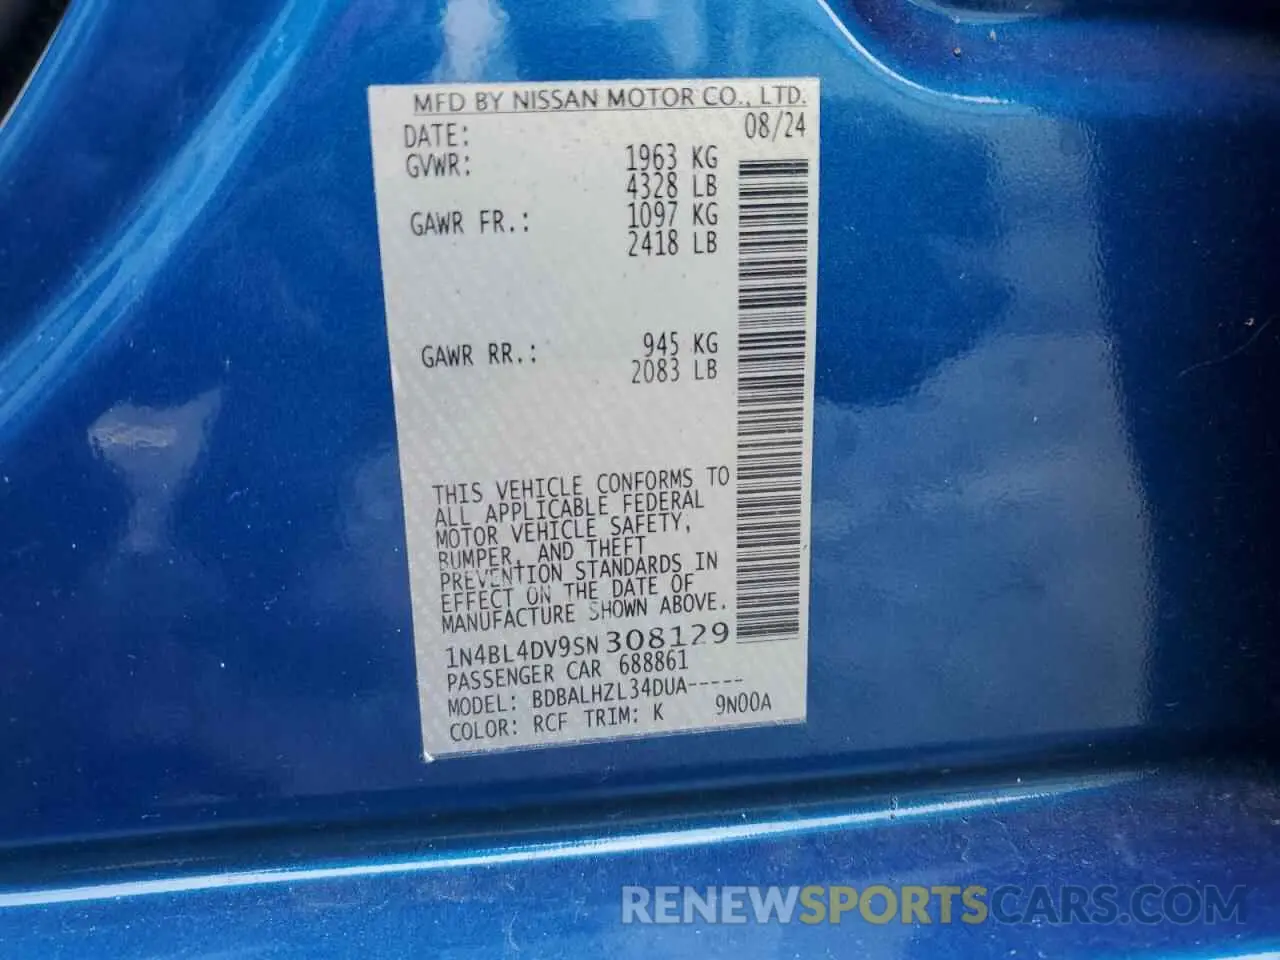 MFD BY NISSAN MOTOR CO., LTD.
DATE: 08/24
GVWR: 1963 KG
4328 LB
GAWR FR.: 1097 KG
2418 LB
GAWR RR.: 945 KG
2083 LB
THIS VEHICLE CONFORMS TO
ALL APPLICABLE FEDERAL
MOTOR VEHICLE SAFETY,
BUMPER, AND THEFT
PREVENTION STANDARDS IN
EFFECT ON THE DATE OF
MANUFACTURE SHOWN ABOVE.
1N4BL4DV9SN308129
PASSENGER CAR 688861
MODEL: BDBALHZL34DUA-----
COLOR: RCF TRIM: K 9N00A
RENEWSPORTSCARS.COM